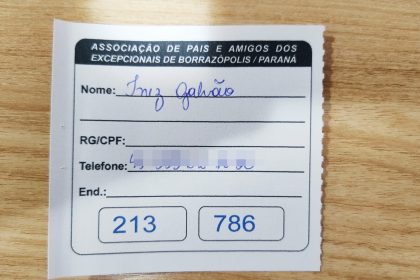 ASSOCIAÇÃO DE PAIS E AMIGOS DOS
EXCEPCIONAIS DE BORRAZÓPOLIS / PARANÁ
Nome: Inez Galvão
RG/CPF:
Telefone:
End.:
213 786